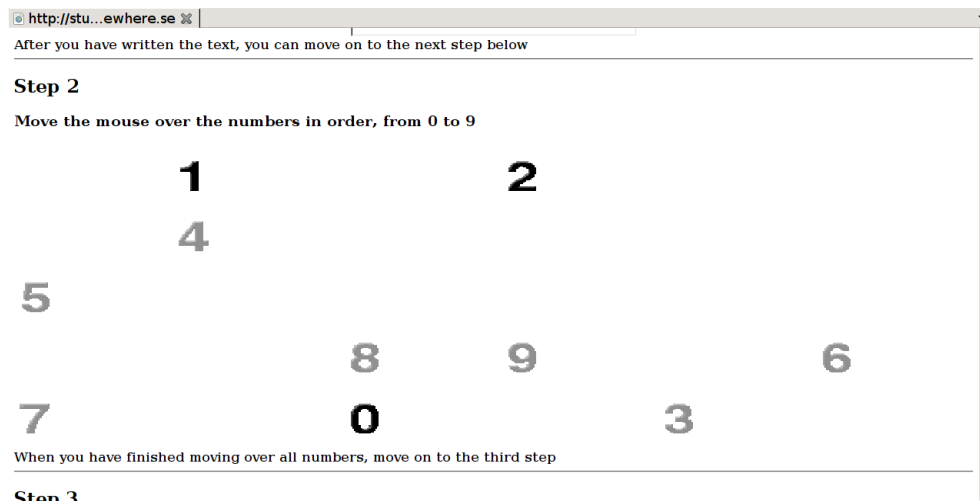 http://stu...ewhere.se
After you have written the text, you can move on to the next step below
Step 2
Move the mouse over the numbers in order, from 0 to 9
1 2
4
5
8 9 6
7 0 3
When you have finished moving over all numbers, move on to the third step
Step 3